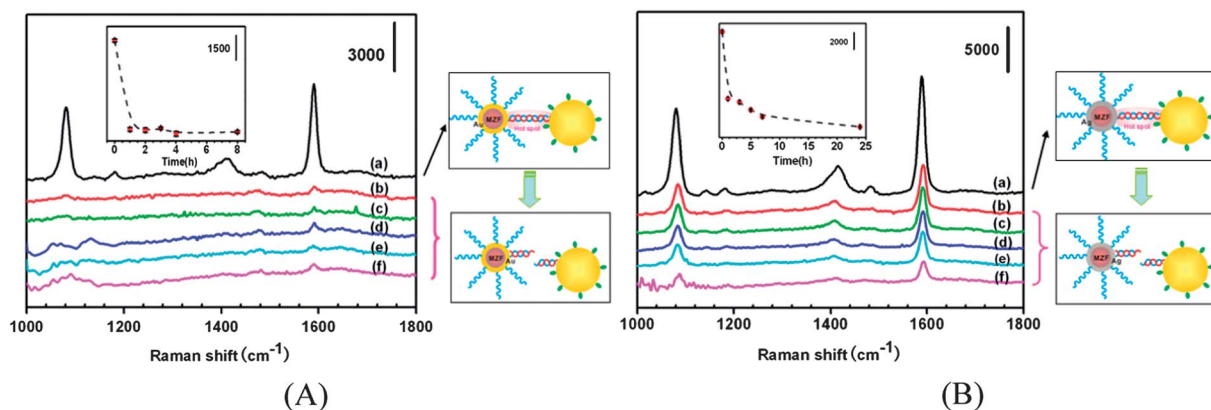 1500
3000
0 2 4 6 8
Time(h)
(a)
(b)
(c)
(d)
(e)
(f)
1000 1200 1400 1600 1800
Raman shift (cm-1)
(A)
MZF
Au
Hot spot
MZF
Au
2000
5000
0 5 10 15 20 25
Time(h)
(a)
(b)
(c)
(d)
(e)
(f)
1000 1200 1400 1600 1800
Raman shift (cm-1)
(B)
MZF
Ag
Hot spot
MZF
Ag